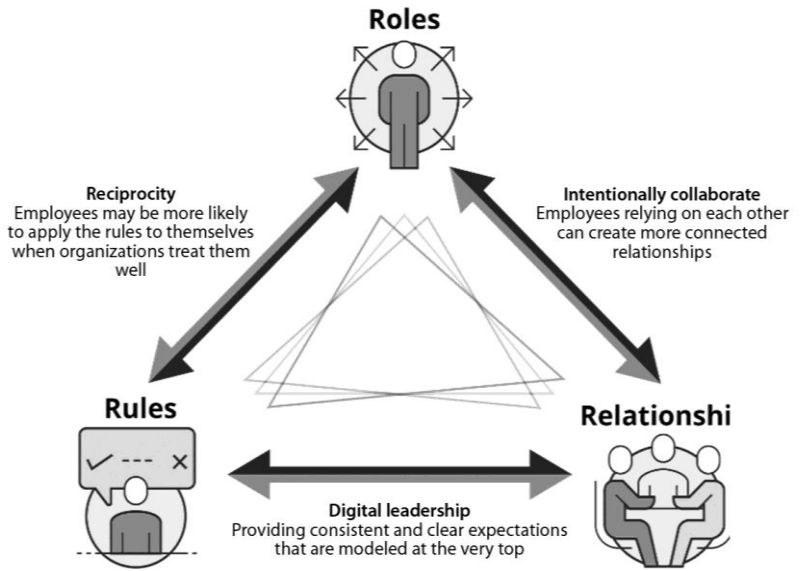 Roles
Reciprocity
Employees may be more likely
to apply the rules to themselves
when organizations treat them
well
Intentionally collaborate
Employees relying on each other
can create more connected
relationships
Rules
Relationshi
Digital leadership
Providing consistent and clear expectations
that are modeled at the very top